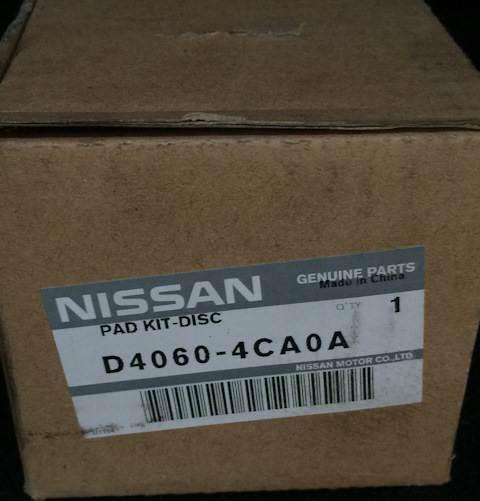 NISSAN
GENUINE PARTS
Made in China
PAD KIT-DISC
Q'TY 1
D4060-4CA0A
NISSAN MOTOR CO.,LTD.